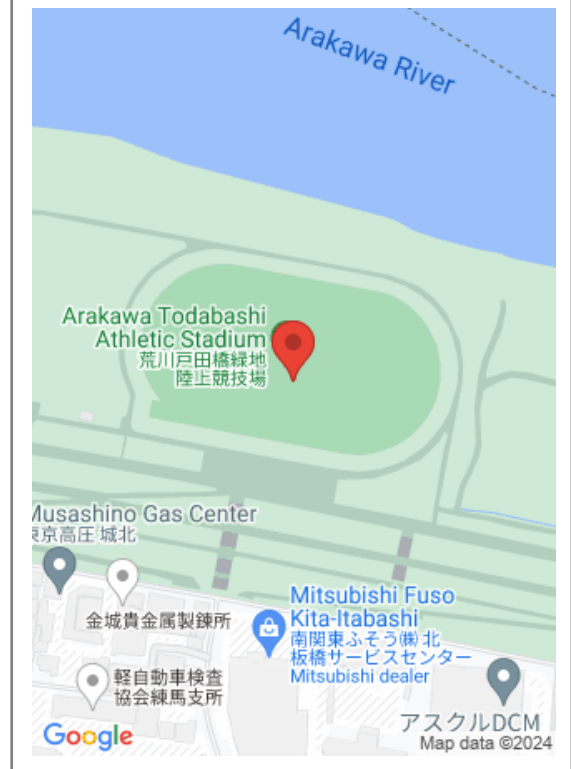 Arakawa River
Arakawa Todabashi
Athletic Stadium
荒川戸田橋緑地
陸上競技場
Musashino Gas Center
東京高圧 城北
金城貴金属製錬所
Mitsubishi Fuso
Kita-Itabashi
南関東ふそう㈱ 北
板橋サービスセンター
Mitsubishi dealer
軽自動車検査
協会練馬支所
アスクルDCM
Google
Map data ©2024